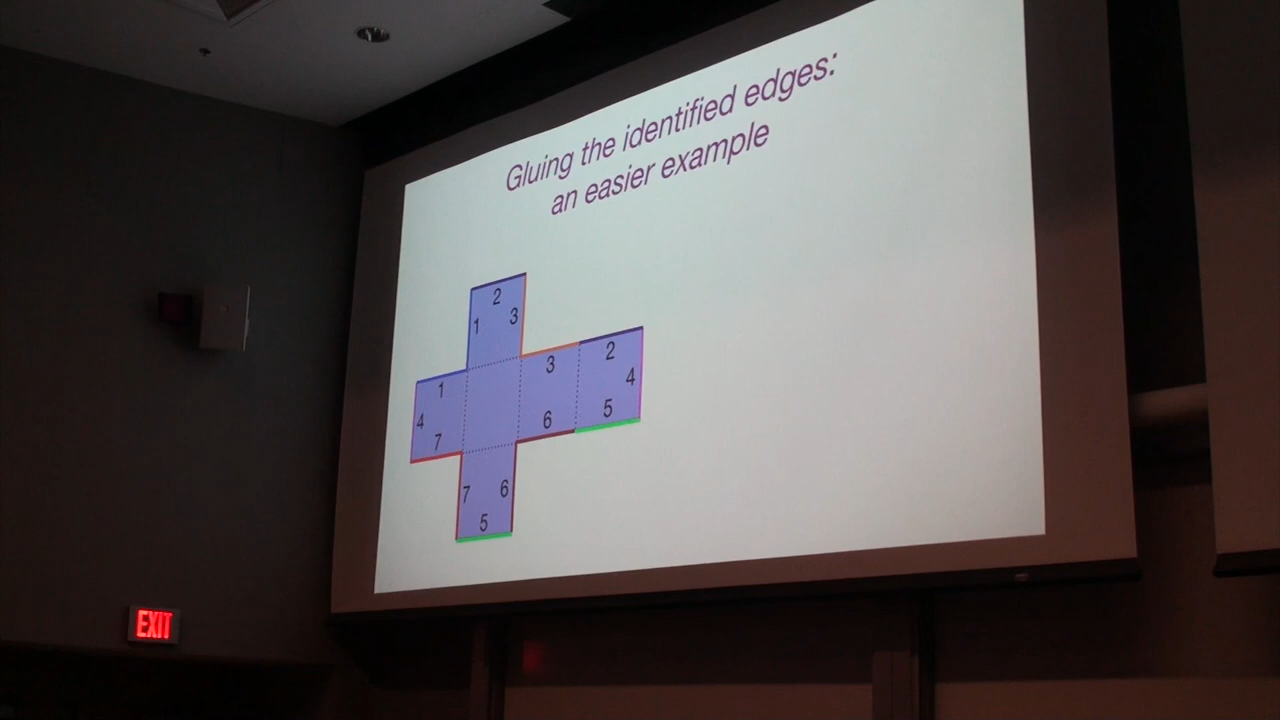 Gluing the identified edges:
an easier example
2
1 3
1 3 2
4 4
7 6 5
7 6
5
EXIT